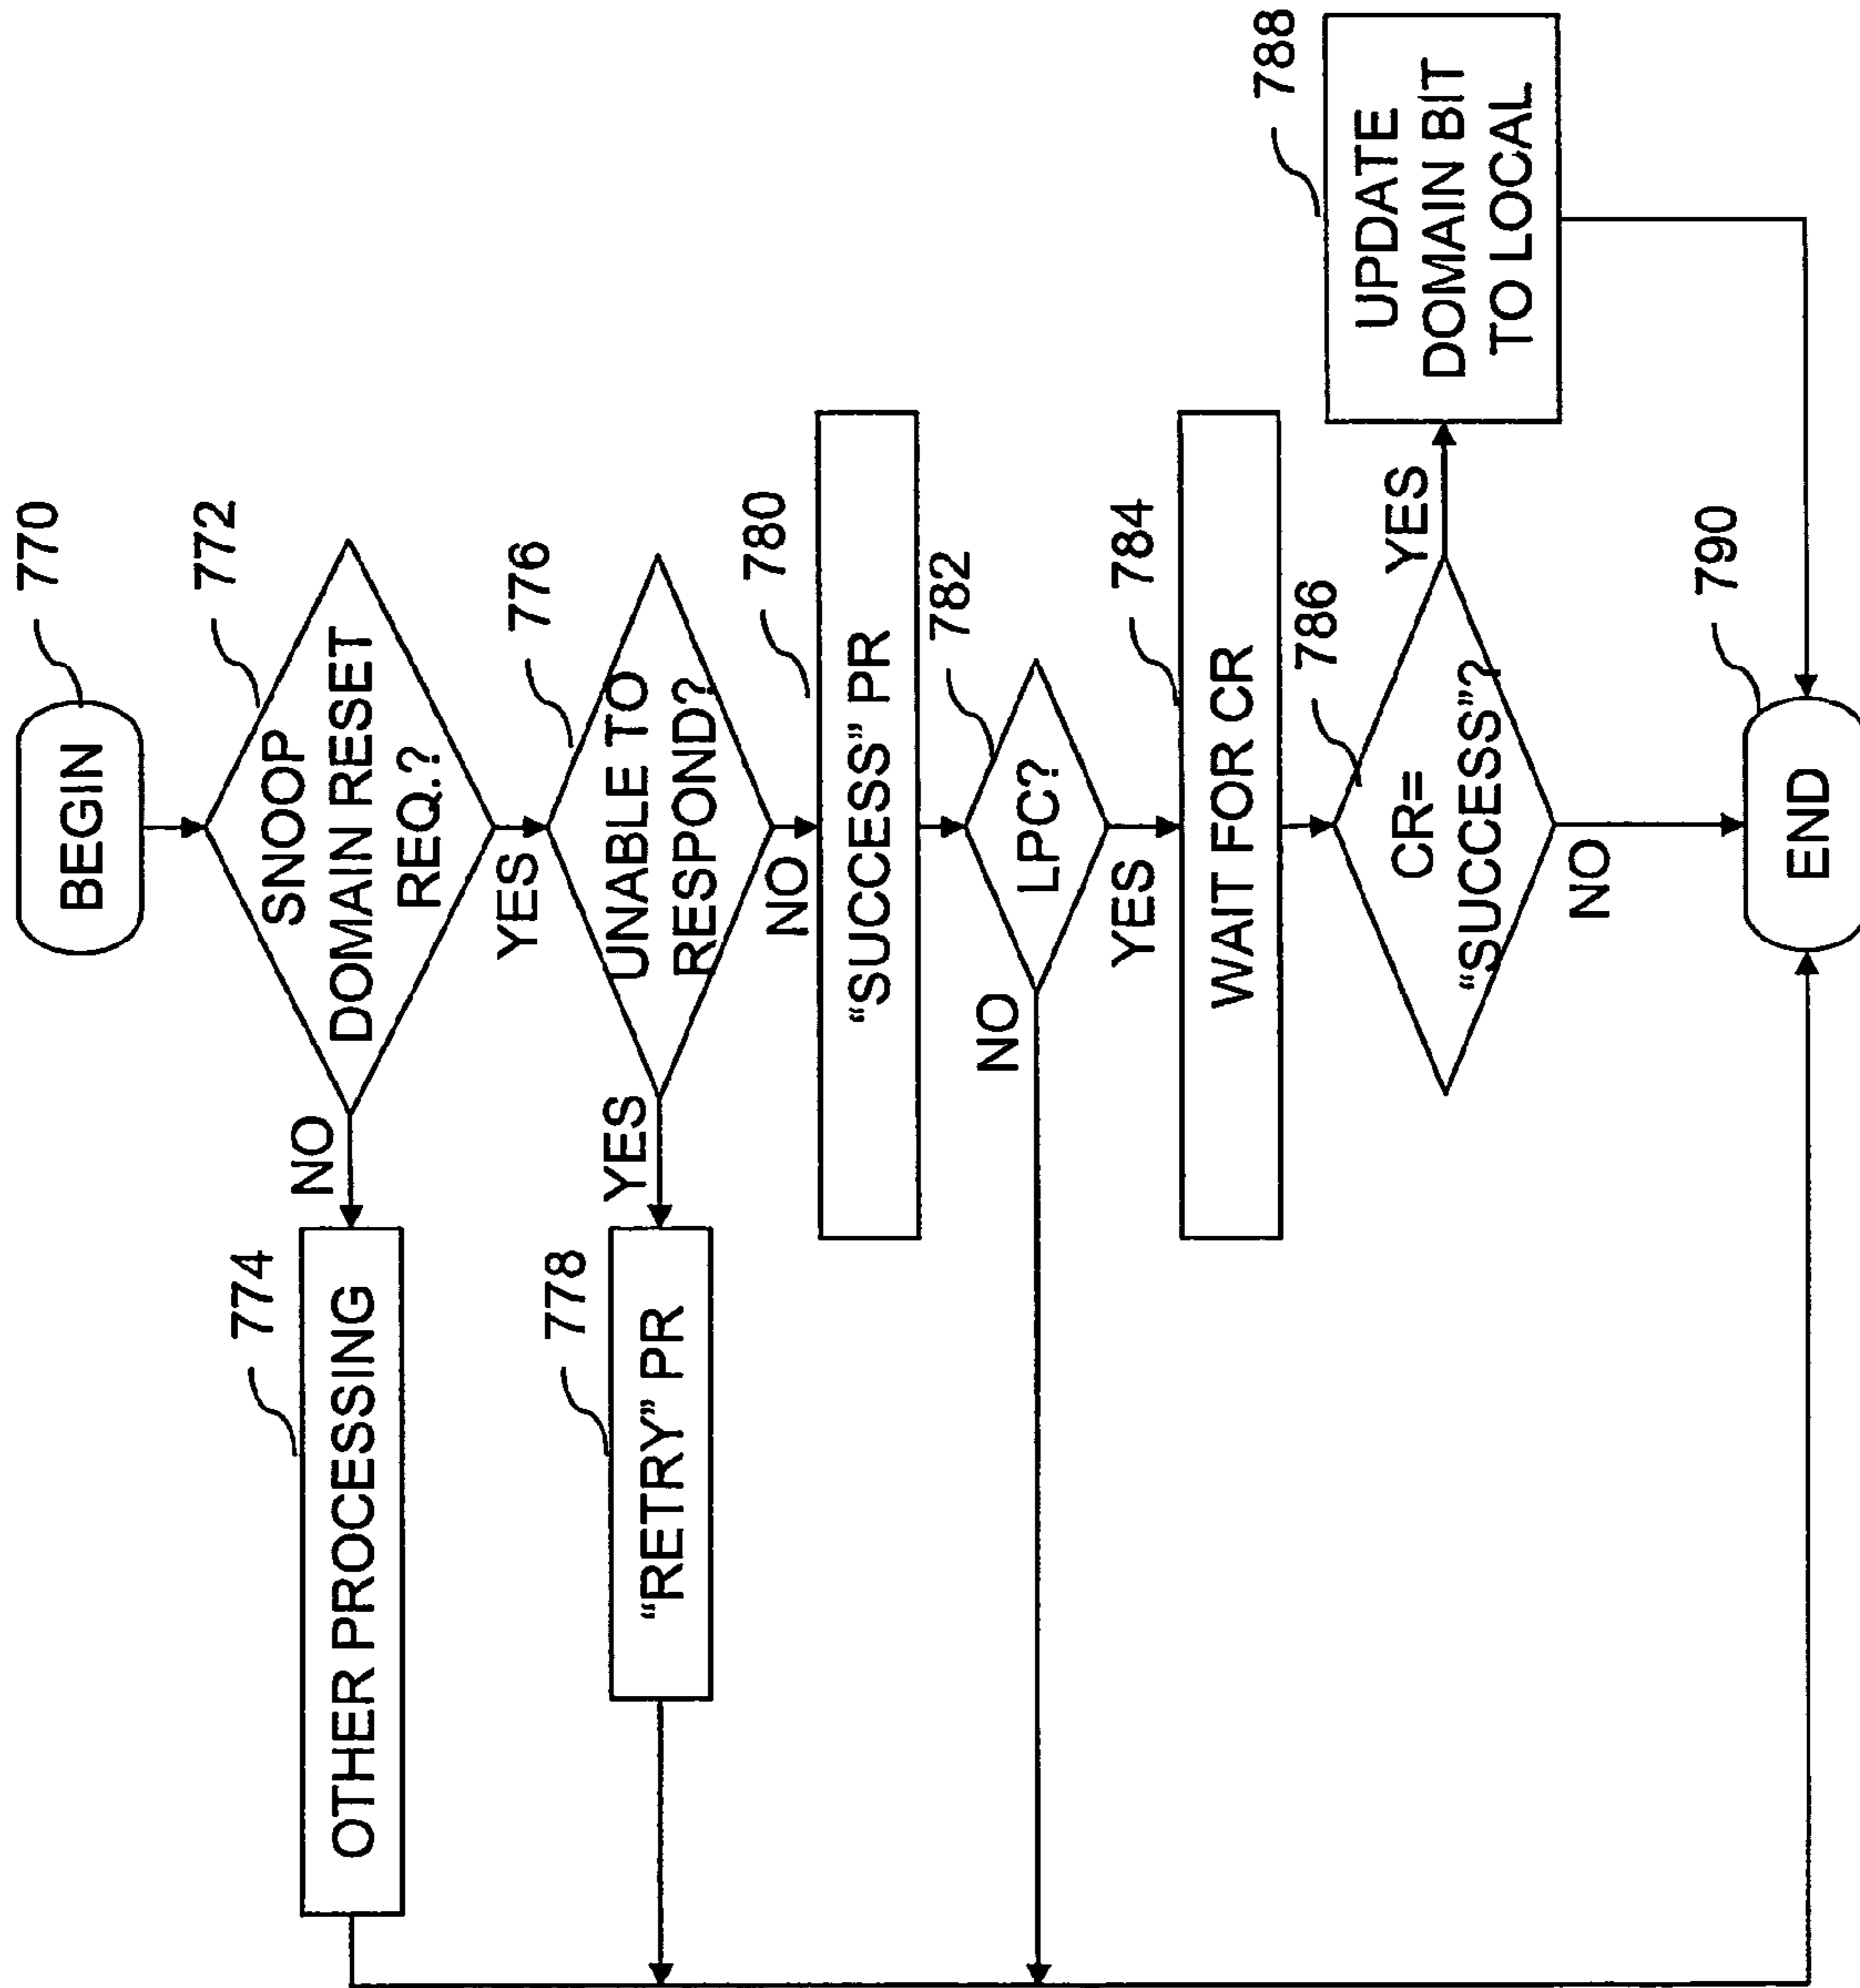 BEGIN
770
SNOOP
DOMAIN RESET
REQ.?
772
NO
OTHER PROCESSING
774
YES
UNABLE TO
RESPOND?
776
YES
“RETRY” PR
778
NO
“SUCCESS” PR
780
LPC?
782
NO
YES
WAIT FOR CR
784
CR=
“SUCCESS”?
786
YES
UPDATE
DOMAIN BIT
TO LOCAL
788
NO
END
790